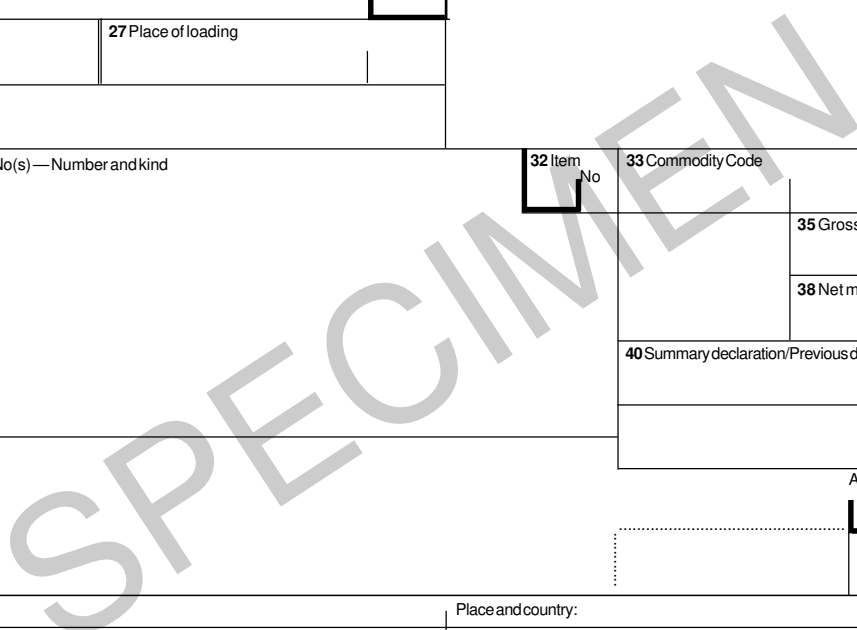 27 Place of loading
No(s) — Number and kind
32 Item
No
33 Commodity Code
35 Gross
38 Net m
40 Summary declaration/Previous d
A
Place and country:
SPECIMEN